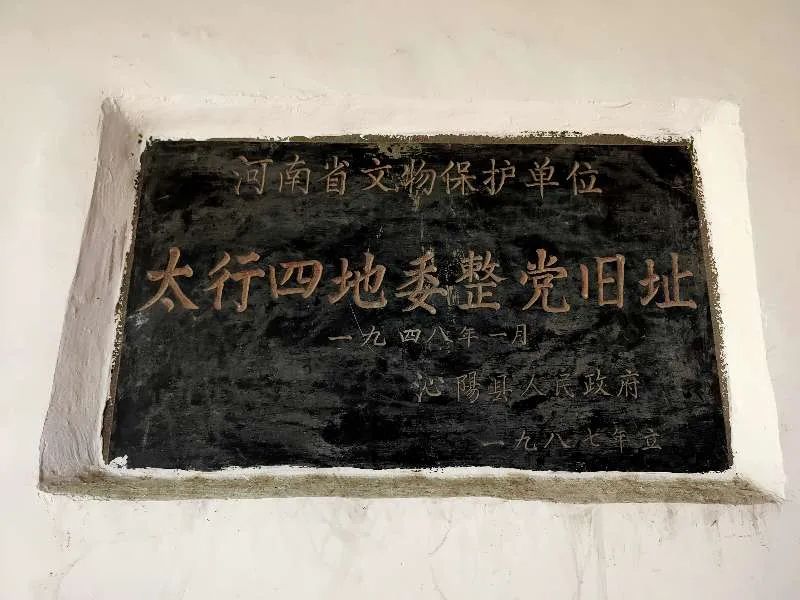 河南省文物保护单位
太行四地委整党旧址
一九四八年一月
沁陽县人民政府
一九八七年立